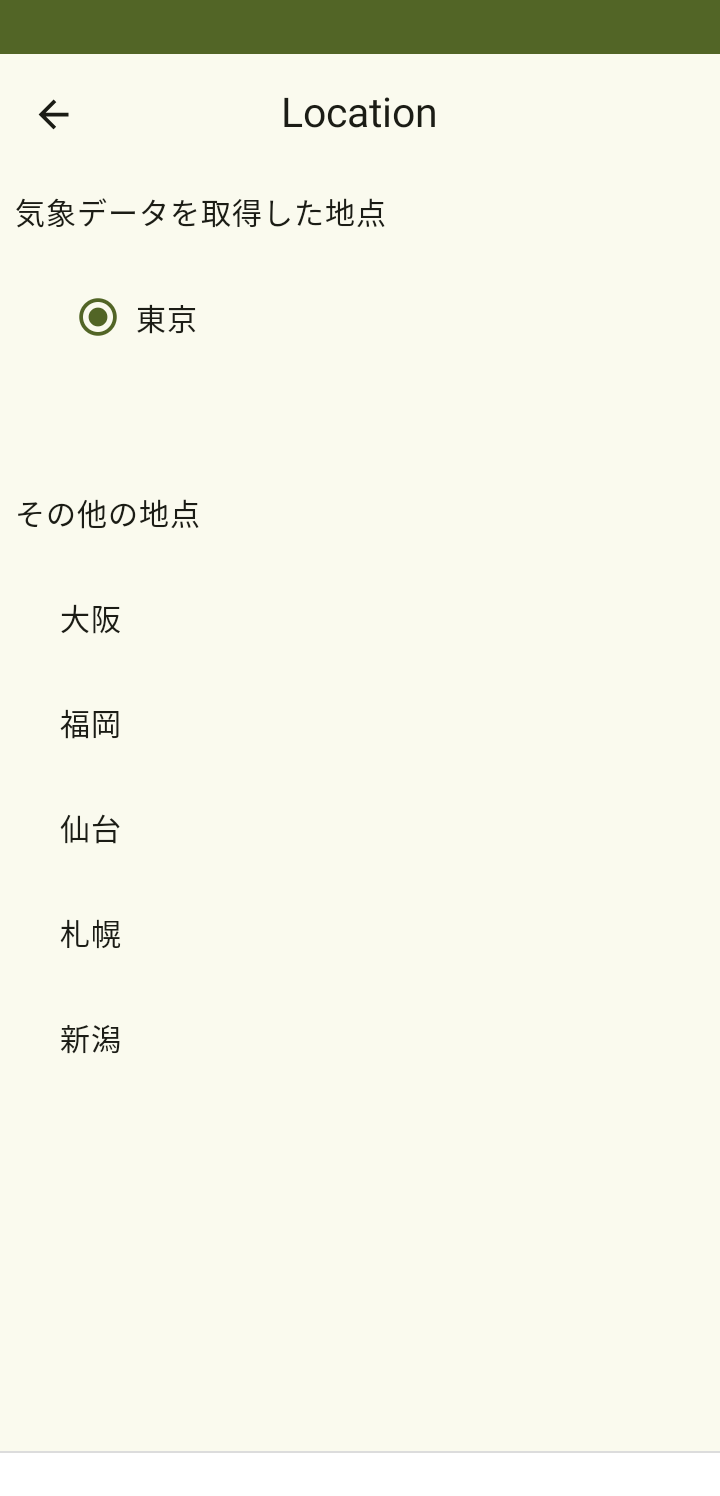 Location
気象データを取得した地点
東京
その他の地点
大阪
福岡
仙台
札幌
新潟